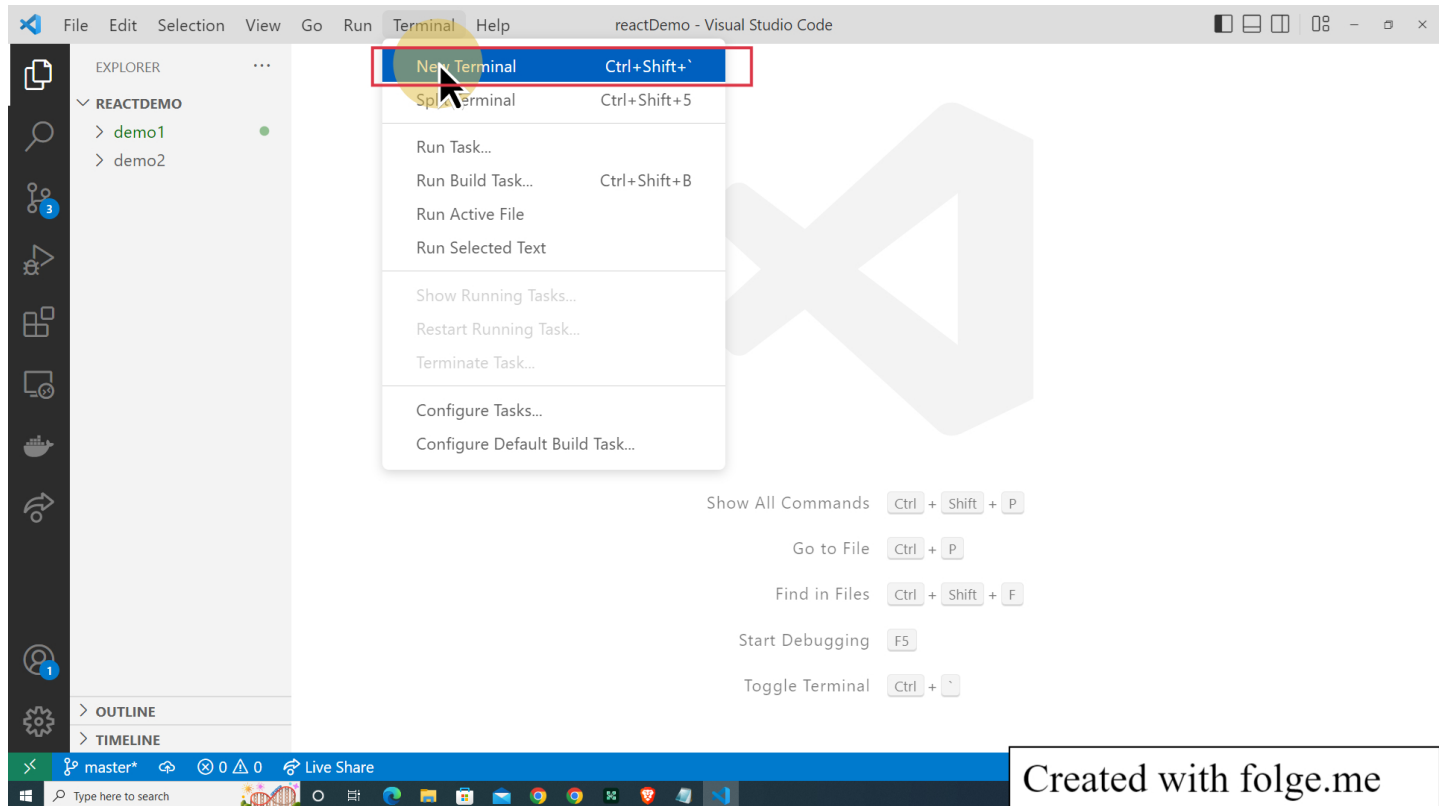 File Edit Selection View Go Run Terminal Help reactDemo - Visual Studio Code
EXPLORER ...
REACTDEMO
demo1
demo2
3
1
OUTLINE
TIMELINE
New Terminal Ctrl+Shift+`
Split Terminal Ctrl+Shift+5
Run Task...
Run Build Task... Ctrl+Shift+B
Run Active File
Run Selected Text
Show Running Tasks...
Restart Running Task...
Terminate Task...
Configure Tasks...
Configure Default Build Task...
Show All Commands Ctrl + Shift + P
Go to File Ctrl + P
Find in Files Ctrl + Shift + F
Start Debugging F5
Toggle Terminal Ctrl + `
master* 0 0 Live Share
Type here to search
Created with folge.me